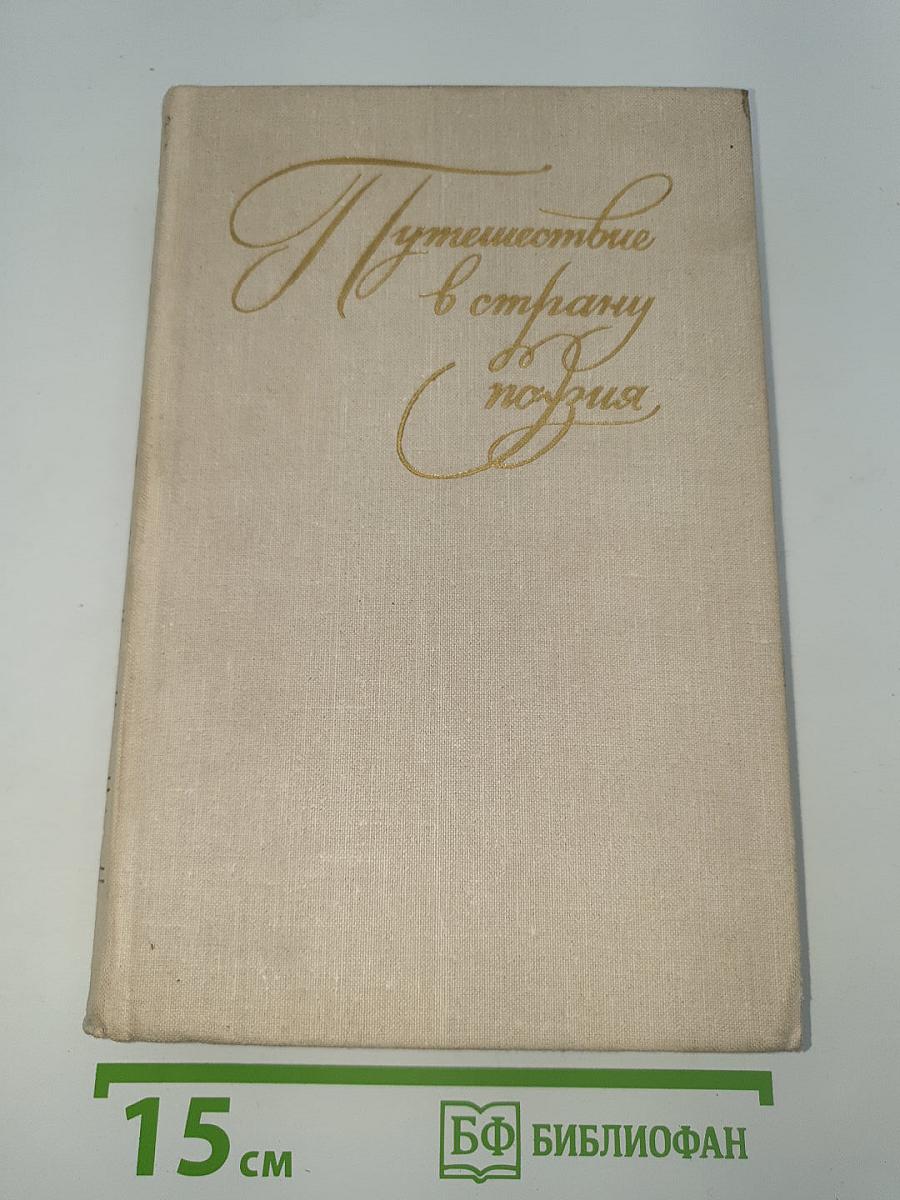 Путешествие
в страну
поэзия
15 см
БФ БИБЛИОФАН